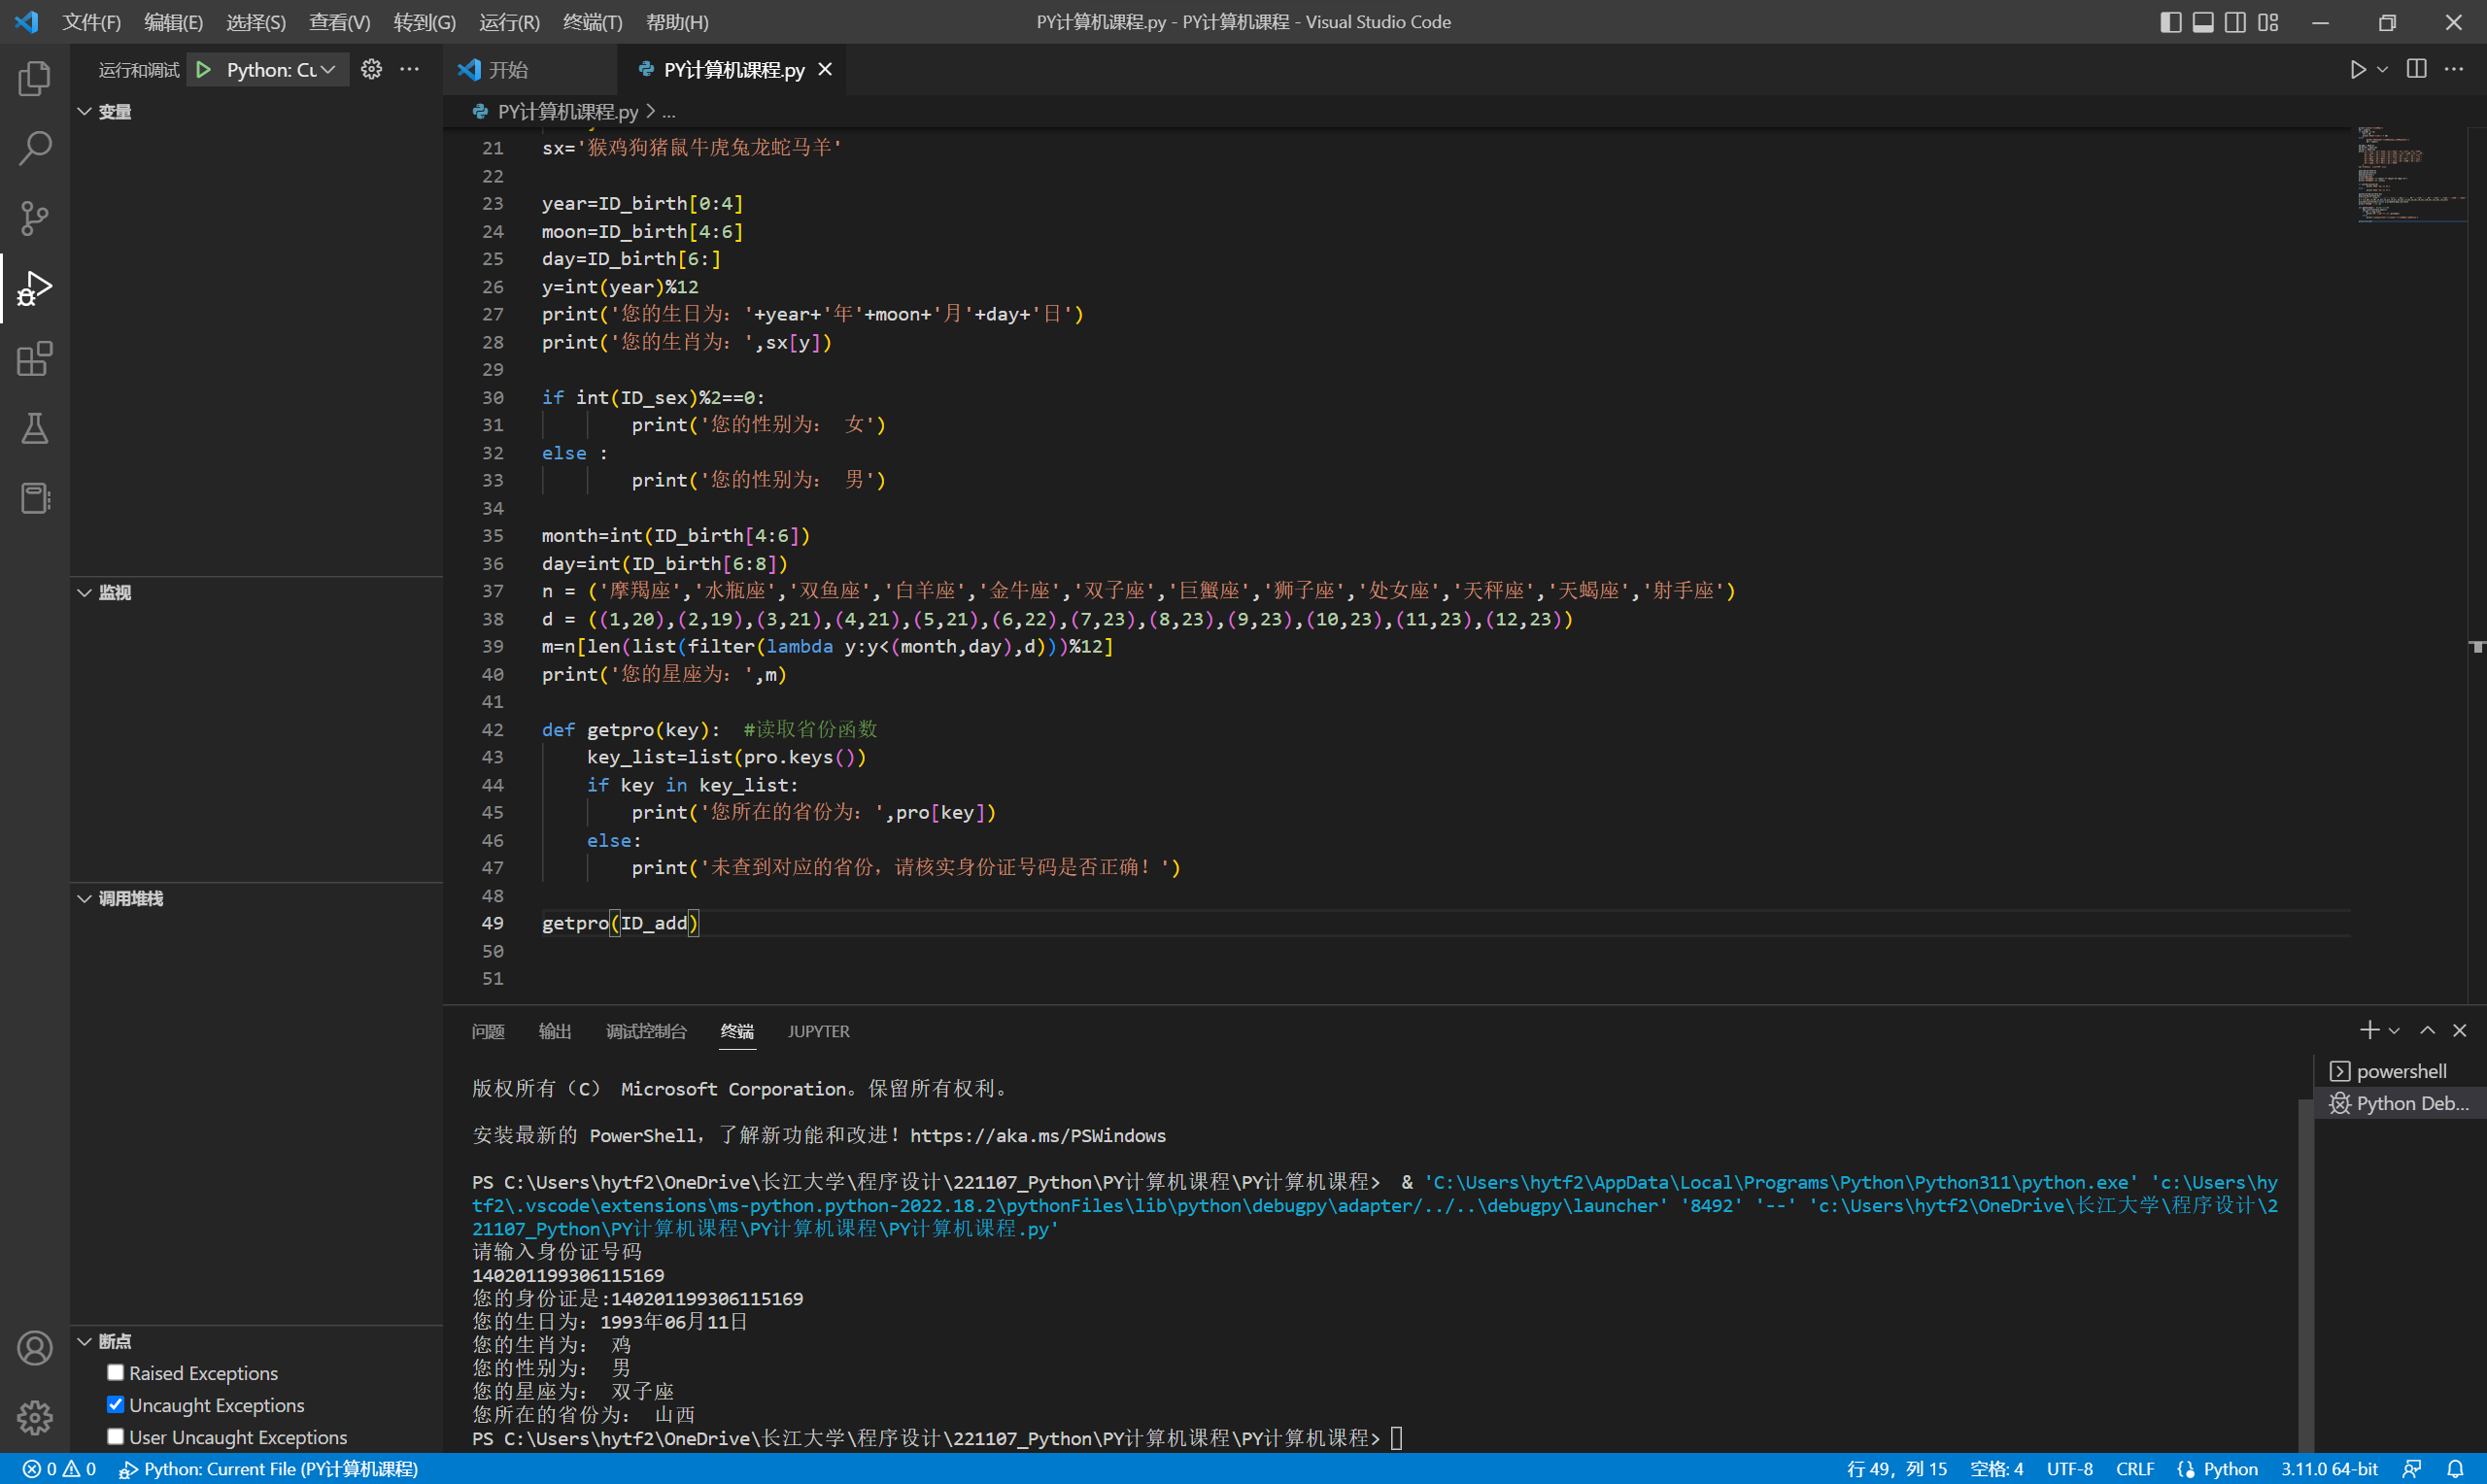 文件(F) 编辑(E) 选择(S) 查看(V) 转到(G) 运行(R) 终端(T) 帮助(H) PY计算机课程.py - PY计算机课程 - Visual Studio Code
运行和调试 Python: Cu
开始 PY计算机课程.py
PY计算机课程.py > ...
变量
监视
调用堆栈
断点
Raised Exceptions
Uncaught Exceptions
User Uncaught Exceptions
21 sx='猴鸡狗猪鼠牛虎兔龙蛇马羊'
22
23 year=ID_birth[0:4]
24 moon=ID_birth[4:6]
25 day=ID_birth[6:]
26 y=int(year)%12
27 print('您的生日为：'+year+'年'+moon+'月'+day+'日')
28 print('您的生肖为：',sx[y])
29
30 if int(ID_sex)%2==0:
31         print('您的性别为： 女')
32 else :
33         print('您的性别为： 男')
34
35 month=int(ID_birth[4:6])
36 day=int(ID_birth[6:8])
37 n = ('摩羯座','水瓶座','双鱼座','白羊座','金牛座','双子座','巨蟹座','狮子座','处女座','天秤座','天蝎座','射手座')
38 d = ((1,20),(2,19),(3,21),(4,21),(5,21),(6,22),(7,23),(8,23),(9,23),(10,23),(11,23),(12,23))
39 m=n[len(list(filter(lambda y:y<(month,day),d)))%12]
40 print('您的星座为：',m)
41
42 def getpro(key):  #读取省份函数
43     key_list=list(pro.keys())
44     if key in key_list:
45         print('您所在的省份为：',pro[key])
46     else:
47         print('未查到对应的省份，请核实身份证号码是否正确！')
48
49 getpro(ID_add)
50
51
问题 输出 调试控制台 终端 JUPYTER
版权所有（C） Microsoft Corporation。保留所有权利。
安装最新的 PowerShell，了解新功能和改进！https://aka.ms/PSWindows
PS C:\Users\hytf2\OneDrive\长江大学\程序设计\221107_Python\PY计算机课程\PY计算机课程>  & 'C:\Users\hytf2\AppData\Local\Programs\Python\Python311\python.exe' 'c:\Users\hy
tf2\.vscode\extensions\ms-python.python-2022.18.2\pythonFiles\lib\python\debugpy\adapter/../..\debugpy\launcher' '8492' '--' 'c:\Users\hytf2\OneDrive\长江大学\程序设计\2
21107_Python\PY计算机课程\PY计算机课程\PY计算机课程.py'
请输入身份证号码
140201199306115169
您的身份证是:140201199306115169
您的生日为：1993年06月11日
您的生肖为： 鸡
您的性别为： 男
您的星座为： 双子座
您所在的省份为： 山西
PS C:\Users\hytf2\OneDrive\长江大学\程序设计\221107_Python\PY计算机课程\PY计算机课程>
powershell
Python Deb...
0 0 Python: Current File (PY计算机课程) 行 49，列 15 空格: 4 UTF-8 CRLF Python 3.11.0 64-bit